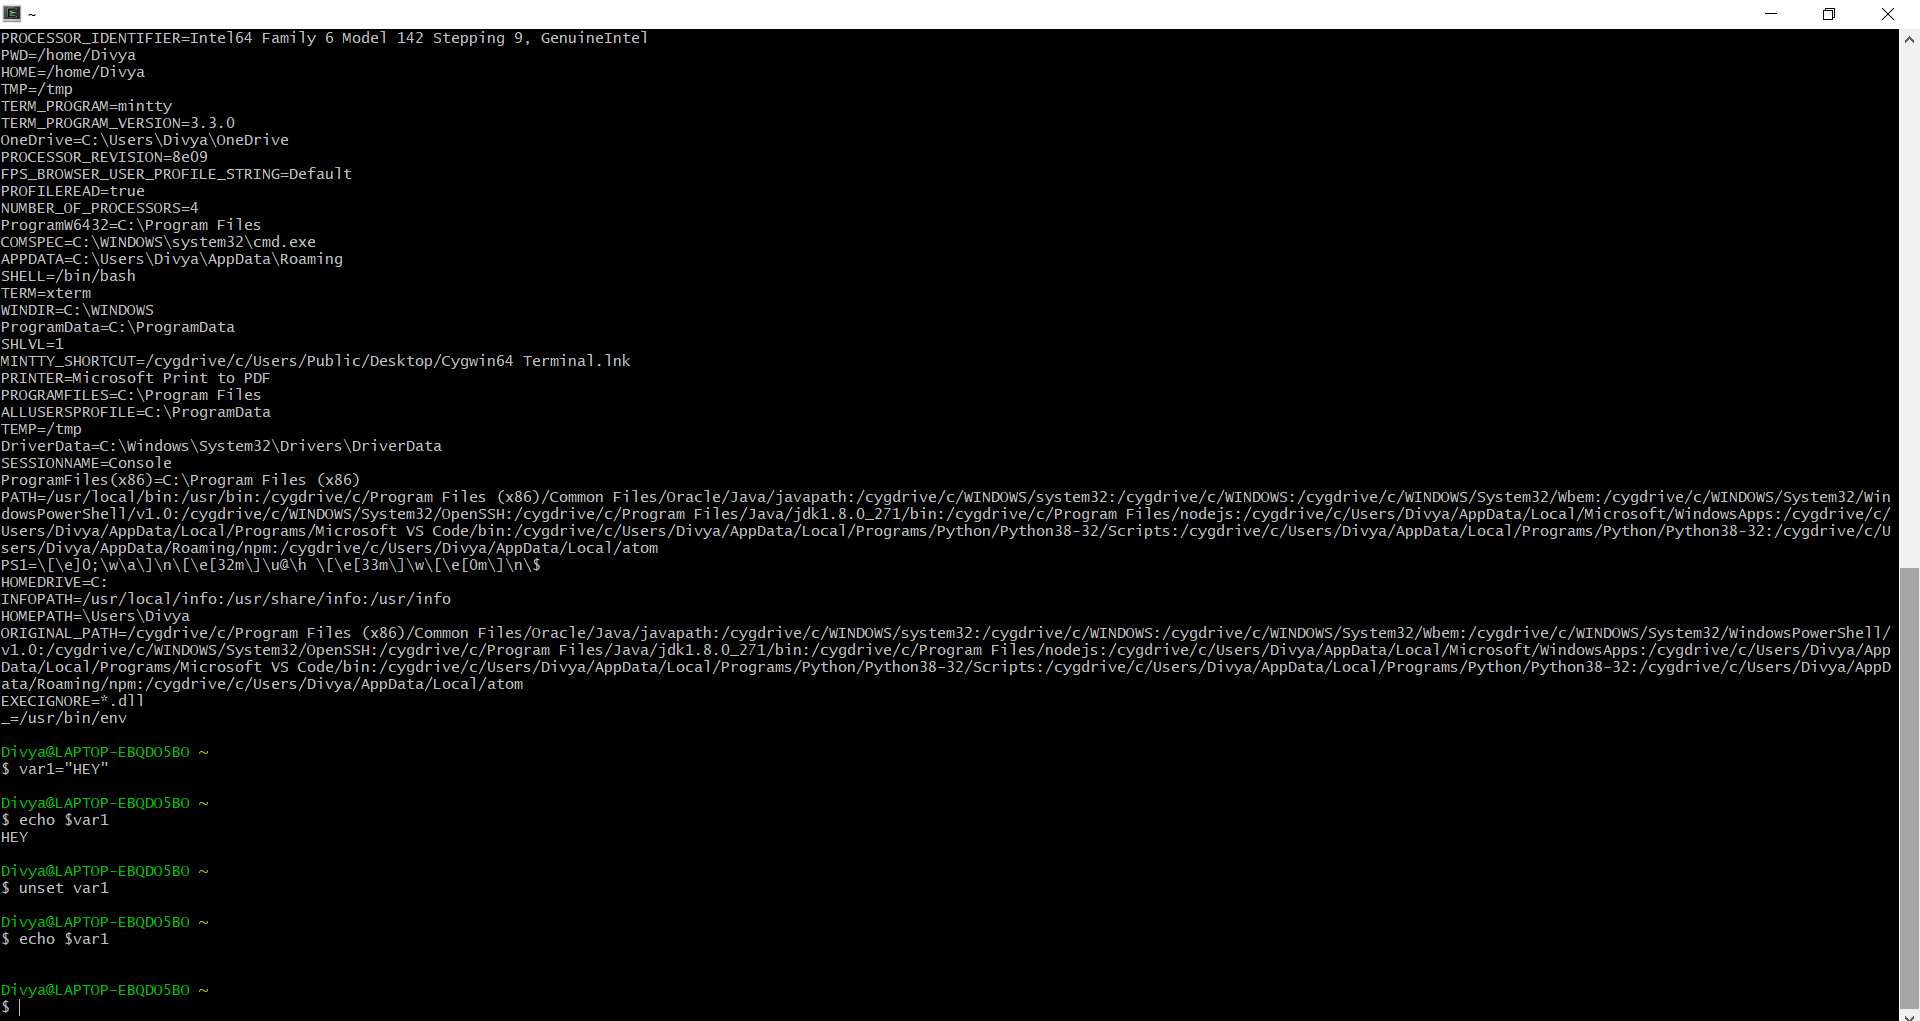 ~
PROCESSOR_IDENTIFIER=Intel64 Family 6 Model 142 Stepping 9, GenuineIntel
PWD=/home/Divya
HOME=/home/Divya
TMP=/tmp
TERM_PROGRAM=mintty
TERM_PROGRAM_VERSION=3.3.0
OneDrive=C:\Users\Divya\OneDrive
PROCESSOR_REVISION=8e09
FPS_BROWSER_USER_PROFILE_STRING=Default
PROFILEREAD=true
NUMBER_OF_PROCESSORS=4
ProgramW6432=C:\Program Files
COMSPEC=C:\WINDOWS\system32\cmd.exe
APPDATA=C:\Users\Divya\AppData\Roaming
SHELL=/bin/bash
TERM=xterm
WINDIR=C:\WINDOWS
ProgramData=C:\ProgramData
SHLVL=1
MINTTY_SHORTCUT=/cygdrive/c/Users/Public/Desktop/Cygwin64 Terminal.lnk
PRINTER=Microsoft Print to PDF
PROGRAMFILES=C:\Program Files
ALLUSERSPROFILE=C:\ProgramData
TEMP=/tmp
DriverData=C:\Windows\System32\Drivers\DriverData
SESSIONNAME=Console
ProgramFiles(x86)=C:\Program Files (x86)
PATH=/usr/local/bin:/usr/bin:/cygdrive/c/Program Files (x86)/Common Files/Oracle/Java/javapath:/cygdrive/c/WINDOWS/system32:/cygdrive/c/WINDOWS:/cygdrive/c/WINDOWS/System32/Wbem:/cygdrive/c/WINDOWS/System32/Win
dowsPowerShell/v1.0:/cygdrive/c/WINDOWS/System32/OpenSSH:/cygdrive/c/Program Files/Java/jdk1.8.0_271/bin:/cygdrive/c/Program Files/nodejs:/cygdrive/c/Users/Divya/AppData/Local/Microsoft/WindowsApps:/cygdrive/c/
Users/Divya/AppData/Local/Programs/Microsoft VS Code/bin:/cygdrive/c/Users/Divya/AppData/Local/Programs/Python/Python38-32/Scripts:/cygdrive/c/Users/Divya/AppData/Local/Programs/Python/Python38-32:/cygdrive/c/U
sers/Divya/AppData/Roaming/npm:/cygdrive/c/Users/Divya/AppData/Local/atom
PS1=\[\e]0;\w\a\]\n\[\e[32m\]\u@\h \[\e[33m\]\w\[\e[0m\]\n\$
HOMEDRIVE=C:
INFOPATH=/usr/local/info:/usr/share/info:/usr/info
HOMEPATH=\Users\Divya
ORIGINAL_PATH=/cygdrive/c/Program Files (x86)/Common Files/Oracle/Java/javapath:/cygdrive/c/WINDOWS/system32:/cygdrive/c/WINDOWS:/cygdrive/c/WINDOWS/System32/Wbem:/cygdrive/c/WINDOWS/System32/WindowsPowerShell/
v1.0:/cygdrive/c/WINDOWS/System32/OpenSSH:/cygdrive/c/Program Files/Java/jdk1.8.0_271/bin:/cygdrive/c/Program Files/nodejs:/cygdrive/c/Users/Divya/AppData/Local/Microsoft/WindowsApps:/cygdrive/c/Users/Divya/App
Data/Local/Programs/Microsoft VS Code/bin:/cygdrive/c/Users/Divya/AppData/Local/Programs/Python/Python38-32/Scripts:/cygdrive/c/Users/Divya/AppData/Local/Programs/Python/Python38-32:/cygdrive/c/Users/Divya/AppD
ata/Roaming/npm:/cygdrive/c/Users/Divya/AppData/Local/atom
EXECIGNORE=*.dll
_=/usr/bin/env
Divya@LAPTOP-EBQDO5BO ~
$ var1="HEY"
Divya@LAPTOP-EBQDO5BO ~
$ echo $var1
HEY
Divya@LAPTOP-EBQDO5BO ~
$ unset var1
Divya@LAPTOP-EBQDO5BO ~
$ echo $var1
Divya@LAPTOP-EBQDO5BO ~
$